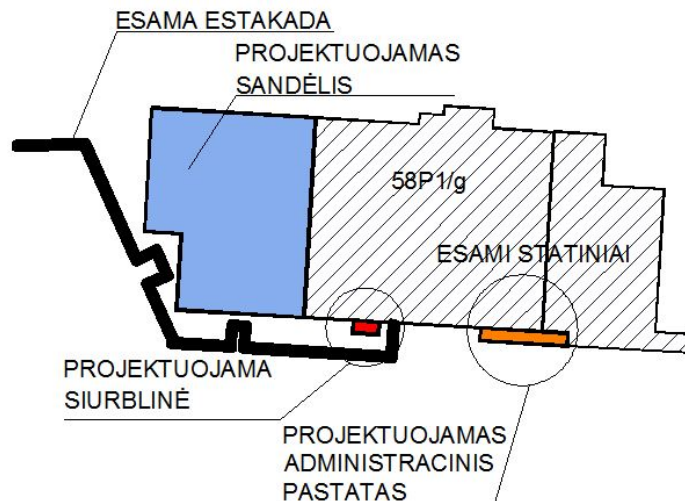 ESAMA ESTAKADA
PROJEKTUOJAMAS
SANDĖLIS
58P1/g
ESAMI STATINIAI
PROJEKTUOJAMA
SIURBLINĖ
PROJEKTUOJAMAS
ADMINISTRACINIS
PASTATAS